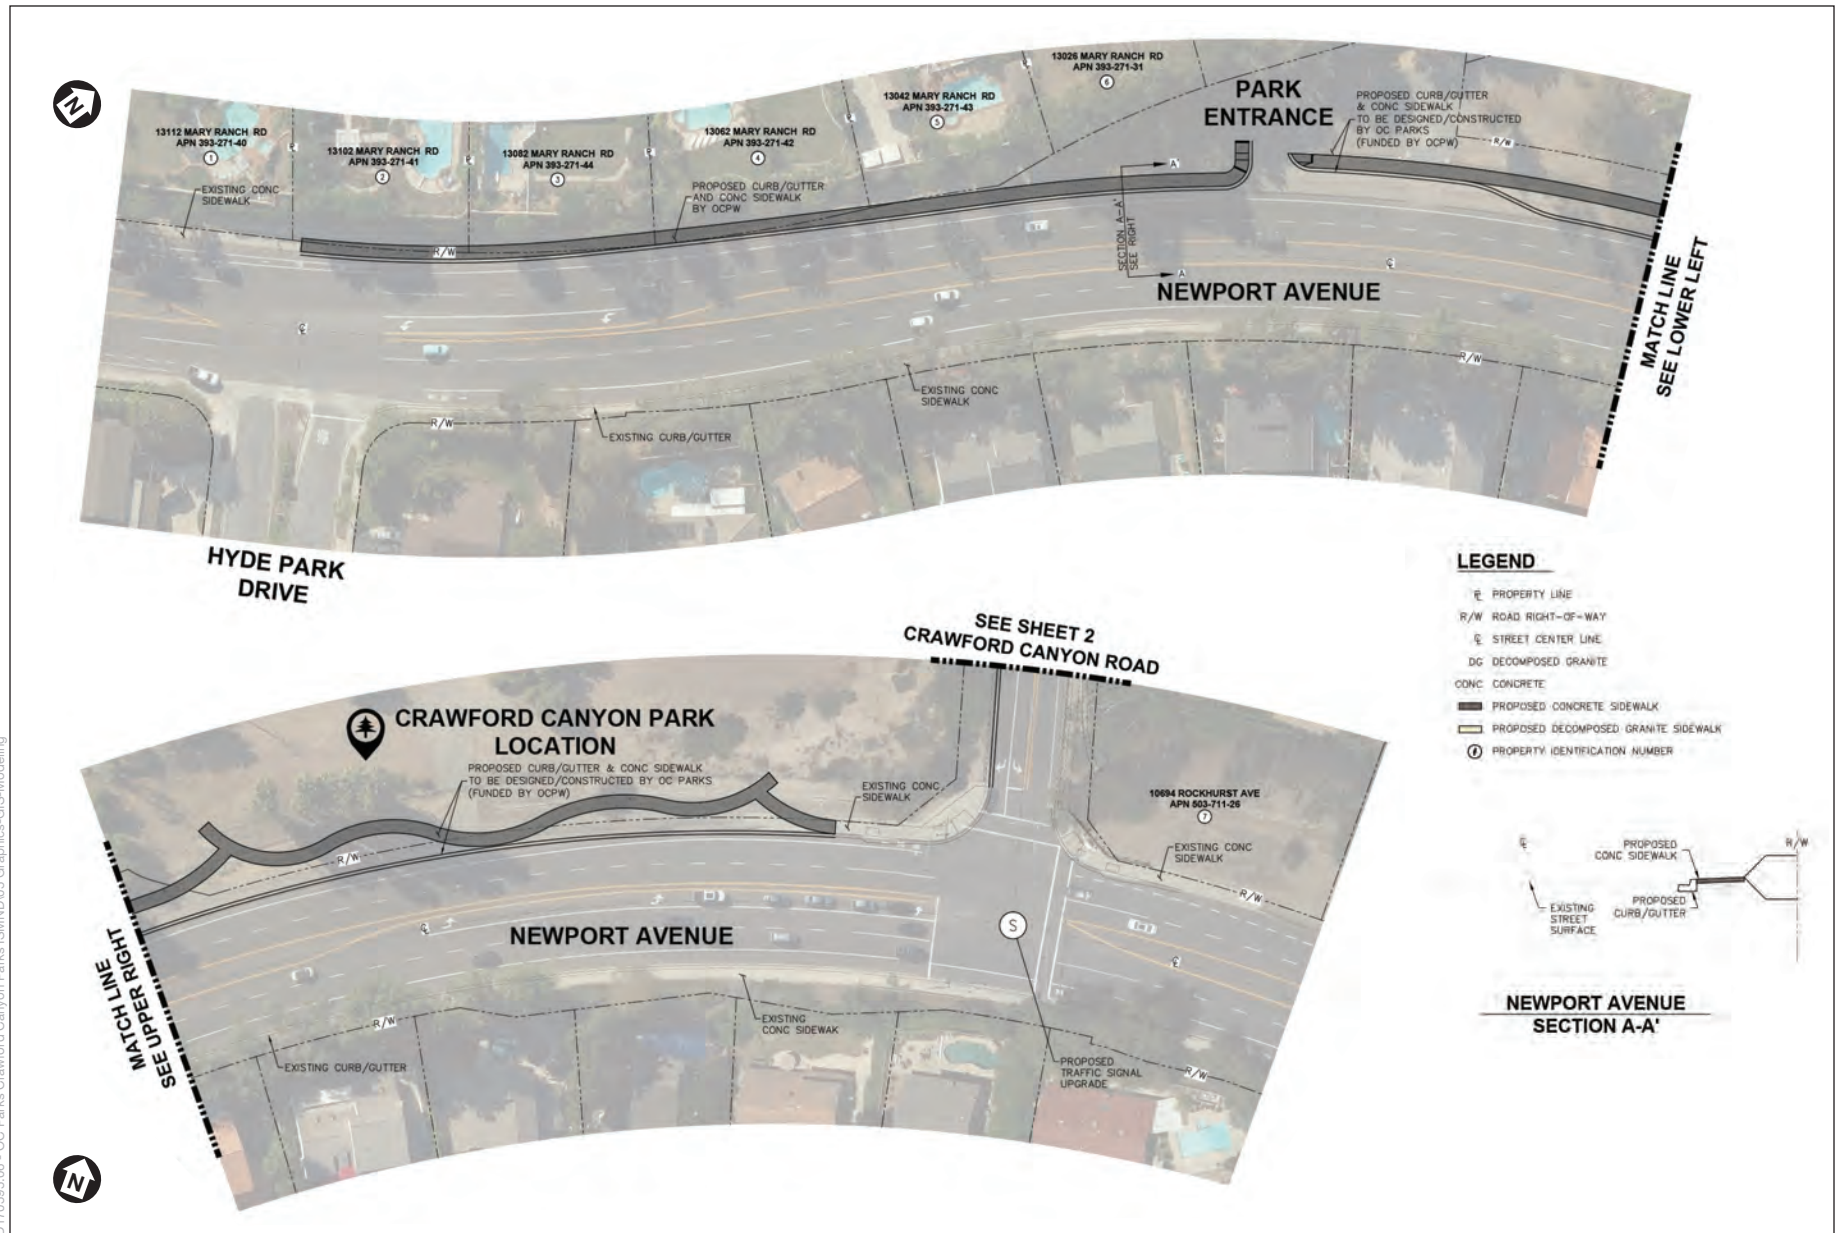 13112 MARY RANCH RD
APN 393-271-40
1
13102 MARY RANCH RD
APN 393-271-41
2
13082 MARY RANCH RD
APN 393-271-44
3
13062 MARY RANCH RD
APN 393-271-42
4
13042 MARY RANCH RD
APN 393-271-43
5
13026 MARY RANCH RD
APN 393-271-31
6
N
PARK
ENTRANCE
PROPOSED CURB/GUTTER
& CONC SIDEWALK
TO BE DESIGNED/CONSTRUCTED
BY OC PARKS
(FUNDED BY OCPW)
R/W
EXISTING CONC
SIDEWALK
PROPOSED CURB/GUTTER
AND CONC SIDEWALK
BY OCPW
R/W
A'
SECTION A-A'
SEE RIGHT
A
NEWPORT AVENUE
MATCH LINE
SEE LOWER LEFT
R/W
EXISTING CONC
SIDEWALK
R/W
EXISTING CURB/GUTTER
HYDE PARK
DRIVE
LEGEND
PROPERTY LINE
R/W ROAD RIGHT-OF-WAY
STREET CENTER LINE
DG DECOMPOSED GRANITE
CONC CONCRETE
PROPOSED CONCRETE SIDEWALK
PROPOSED DECOMPOSED GRANITE SIDEWALK
PROPERTY IDENTIFICATION NUMBER
SEE SHEET 2
CRAWFORD CANYON ROAD
CRAWFORD CANYON PARK
LOCATION
PROPOSED CURB/GUTTER & CONC SIDEWALK
TO BE DESIGNED/CONSTRUCTED BY OC PARKS
(FUNDED BY OCPW)
EXISTING CONC
SIDEWALK
10694 ROCKHURST AVE
APN 503-711-26
7
EXISTING CONC
SIDEWALK
R/W
R/W
S
NEWPORT AVENUE
MATCH LINE
SEE UPPER RIGHT
R/W
EXISTING
CONC SIDEWAK
EXISTING CURB/GUTTER
PROPOSED
TRAFFIC SIGNAL
UPGRADE
R/W
PROPOSED
CONC SIDEWALK
R/W
EXISTING
STREET
SURFACE
PROPOSED
CURB/GUTTER
NEWPORT AVENUE
SECTION A-A'
N